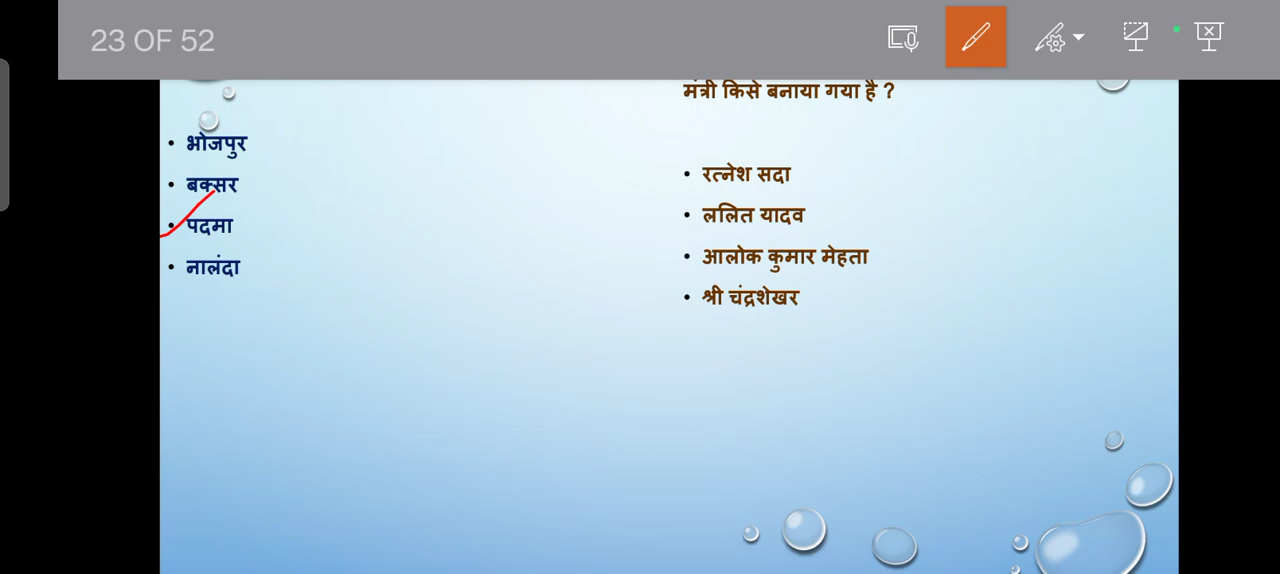 23 OF 52
मंत्री किसे बनाया गया है ?
भोजपुर
बक्सर
पदमा
नालंदा
रत्नेश सदा
ललित यादव
आलोक कुमार मेहता
श्री चंद्रशेखर